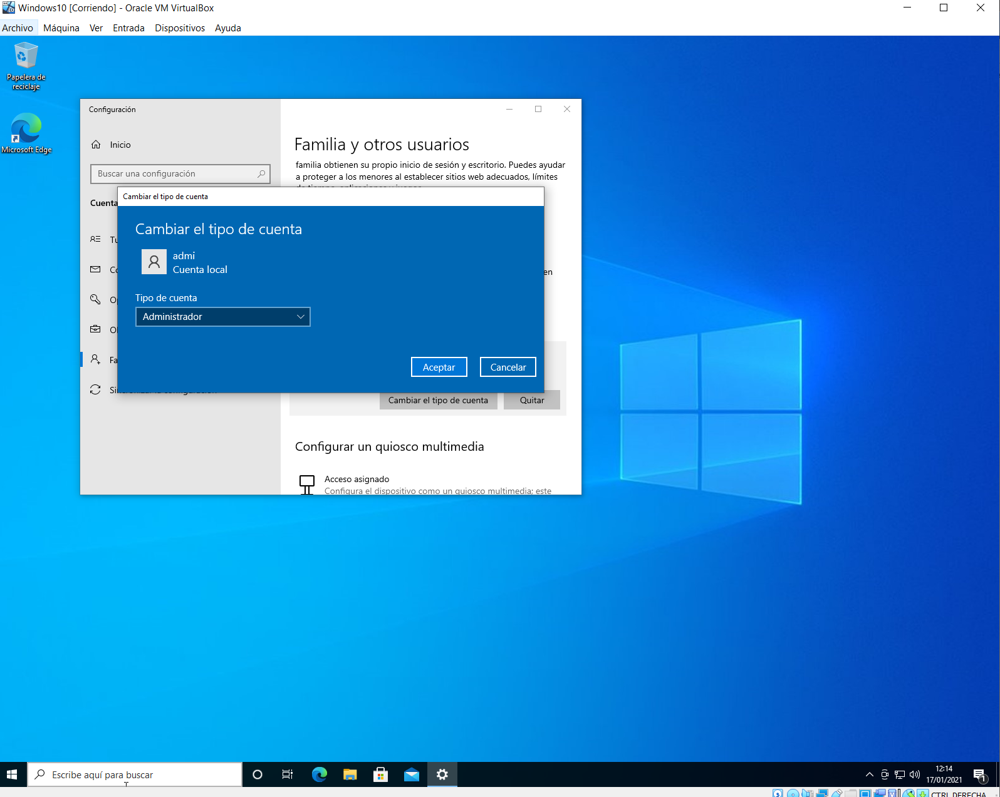 Windows10 [Corriendo] - Oracle VM VirtualBox
Archivo Máquina Ver Entrada Dispositivos Ayuda
Papelera de
reciclaje
Microsoft Edge
Configuración
Inicio
Buscar una configuración
Familia y otros usuarios
familia obtienen su propio inicio de sesión y escritorio. Puedes ayudar
a proteger a los menores al establecer sitios web adecuados, límites
Cuenta
Cambiar el tipo de cuenta
Cambiar el tipo de cuenta
admi
Cuenta local
Tipo de cuenta
Administrador
Aceptar Cancelar
en
Fa
Cambiar el tipo de cuenta Quitar
Configurar un quiosco multimedia
Acceso asignado
Configura el dispositivo como un quiosco multimedia; este
Escribe aquí para buscar
12:14
17/01/2021
1
CTRL DERECHA